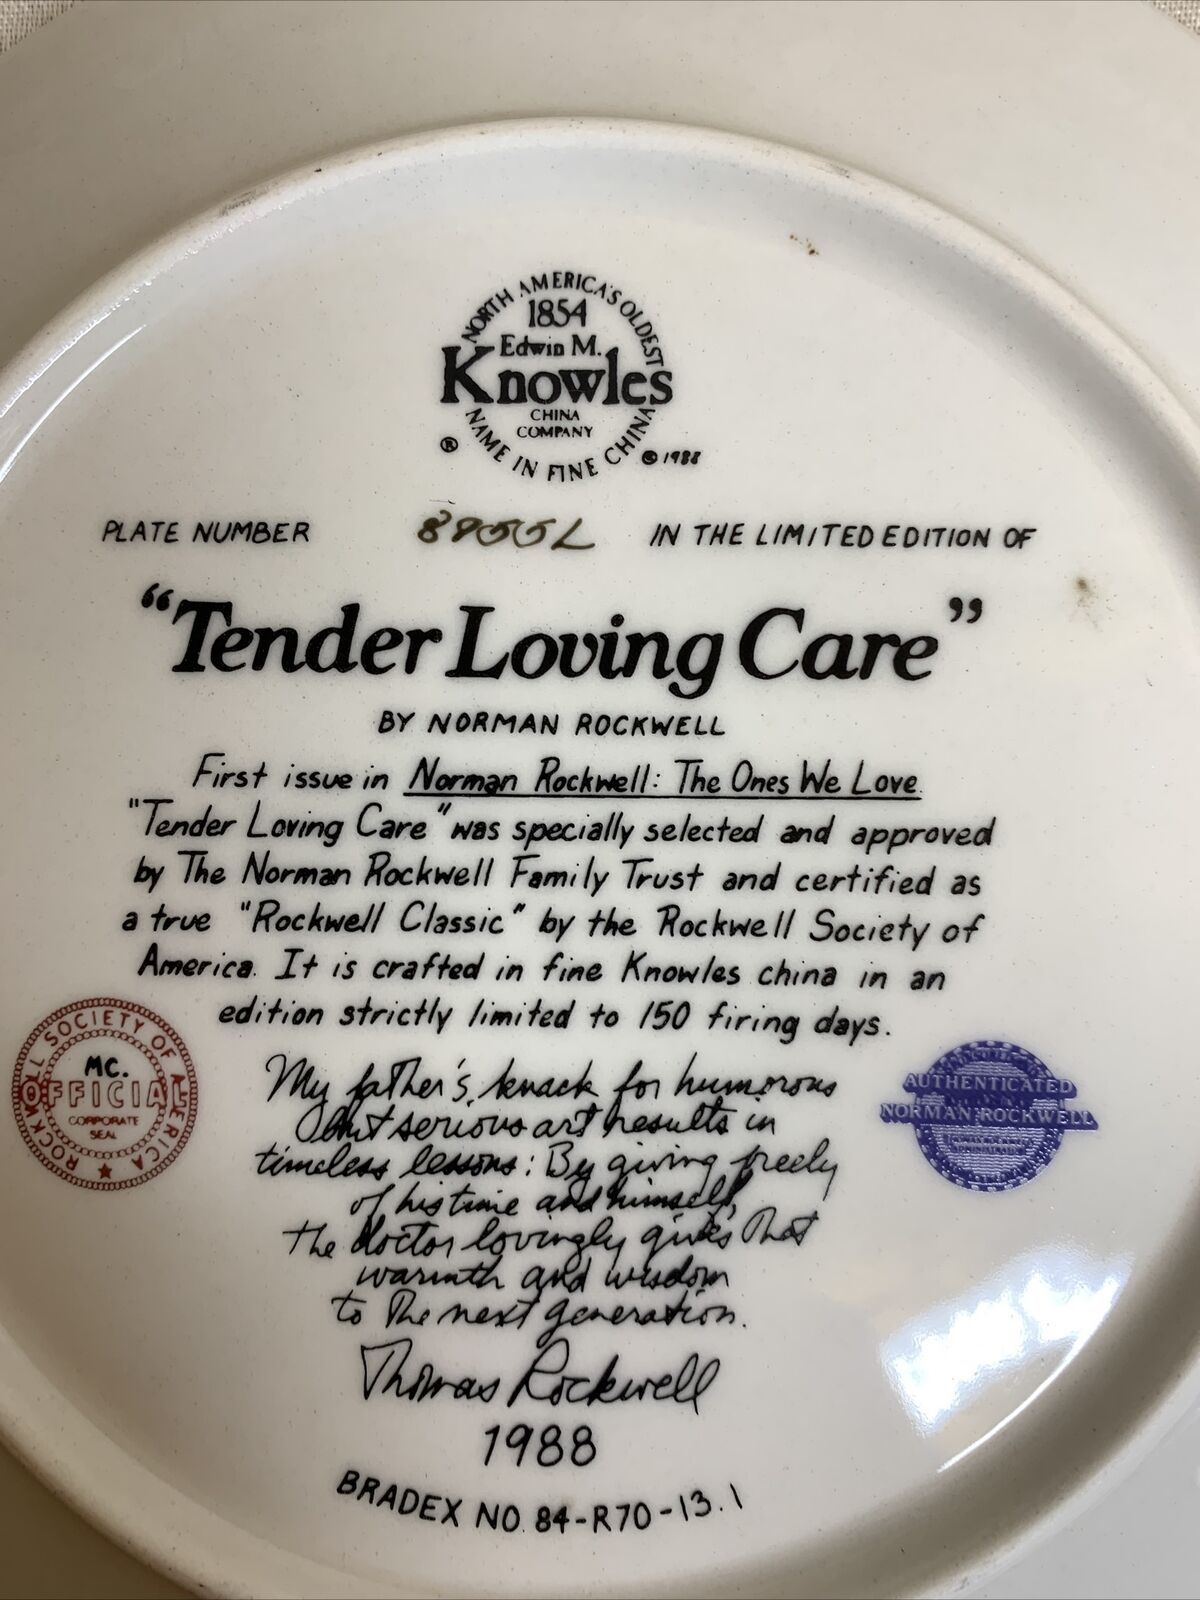 NORTH AMERICA'S OLDEST
1854
Edwin M.
Knowles
CHINA
COMPANY
NAME IN FINE CHINA
® © 1988
PLATE NUMBER IN THE LIMITED EDITION OF
"Tender Loving Care"
BY NORMAN ROCKWELL
First issue in Norman Rockwell: The Ones We Love.
"Tender Loving Care" was specially selected and approved
by The Norman Rockwell Family Trust and certified as
a true "Rockwell Classic" by the Rockwell Society of
America. It is crafted in fine Knowles china in an
edition strictly limited to 150 firing days.
ROCKWELL SOCIETY OF AMERICA
MC.
OFFICIAL
CORPORATE
SEAL
AUTHENTICATED
NORMAN ROCKWELL
My father's knack for humorous
but serious art results in
timeless lessons: By giving freely
of his time and himself,
the doctor lovingly gives that
warmth and wisdom
to the next generation.
Thomas Rockwell
1988
BRADEX NO. 84-R70-13.1